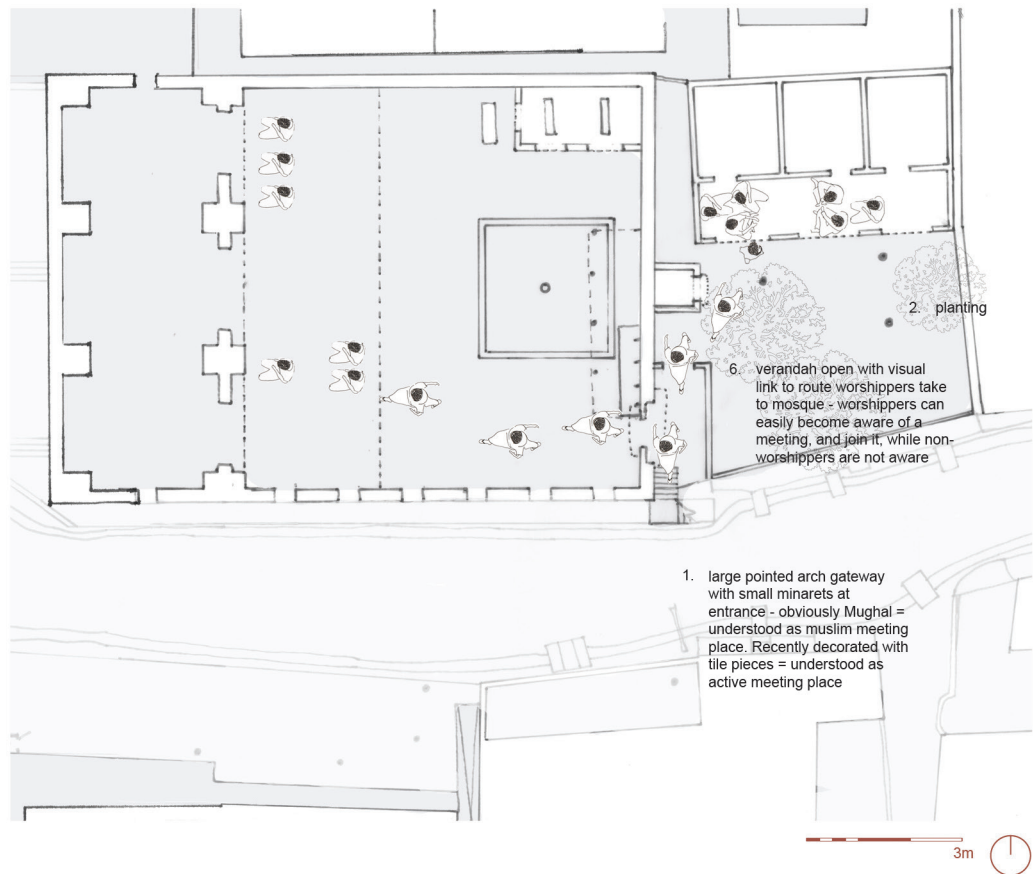 2. planting
6. verandah open with visual
link to route worshippers take
to mosque - worshippers can
easily become aware of a
meeting, and join it, while non-
worshippers are not aware
1. large pointed arch gateway
with small minarets at
entrance - obviously Mughal =
understood as muslim meeting
place. Recently decorated with
tile pieces = understood as
active meeting place
3m